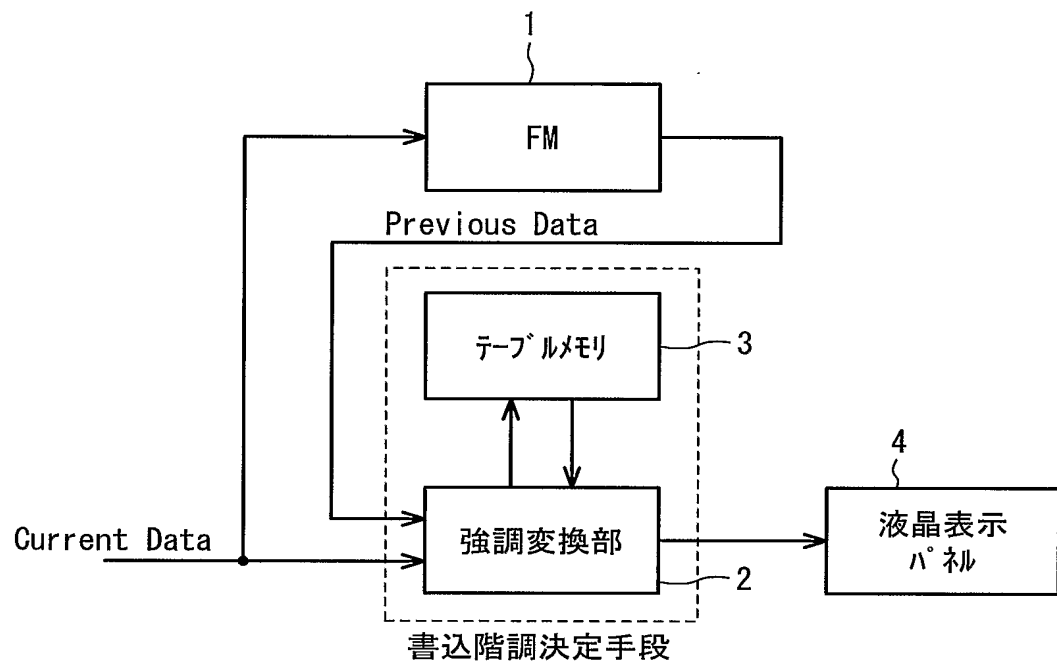 1
FM
Previous Data
テーブルメモリ
3
4
Current Data
強調変換部
液晶表示
パネル
2
書込階調決定手段